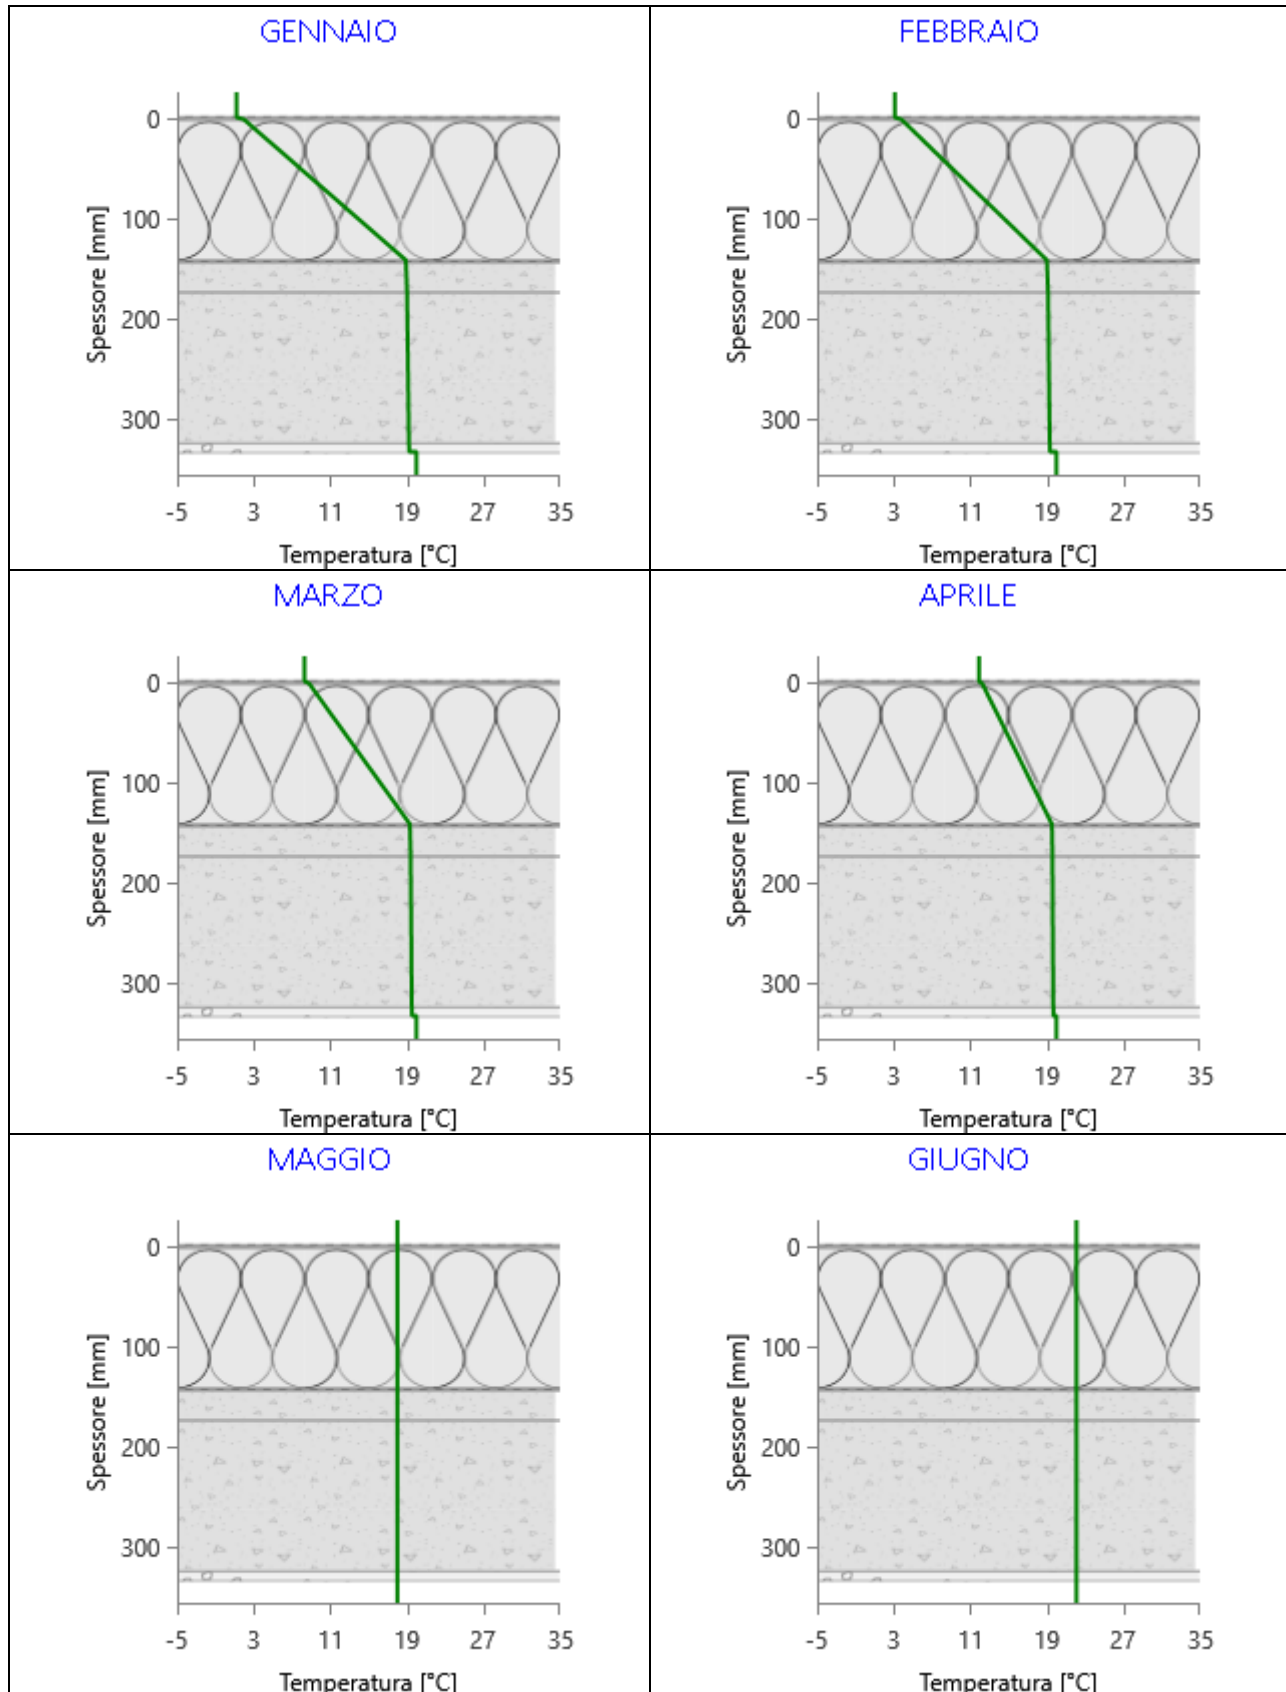 GENNAIO
0
100
200
300
Spessore [mm]
-5 3 11 19 27 35
Temperatura [°C]
FEBBRAIO
0
100
200
300
Spessore [mm]
-5 3 11 19 27 35
Temperatura [°C]
MARZO
0
100
200
300
Spessore [mm]
-5 3 11 19 27 35
Temperatura [°C]
APRILE
0
100
200
300
Spessore [mm]
-5 3 11 19 27 35
Temperatura [°C]
MAGGIO
0
100
200
300
Spessore [mm]
-5 3 11 19 27 35
Temperatura [°C]
GIUGNO
0
100
200
300
Spessore [mm]
-5 3 11 19 27 35
Temperatura [°C]